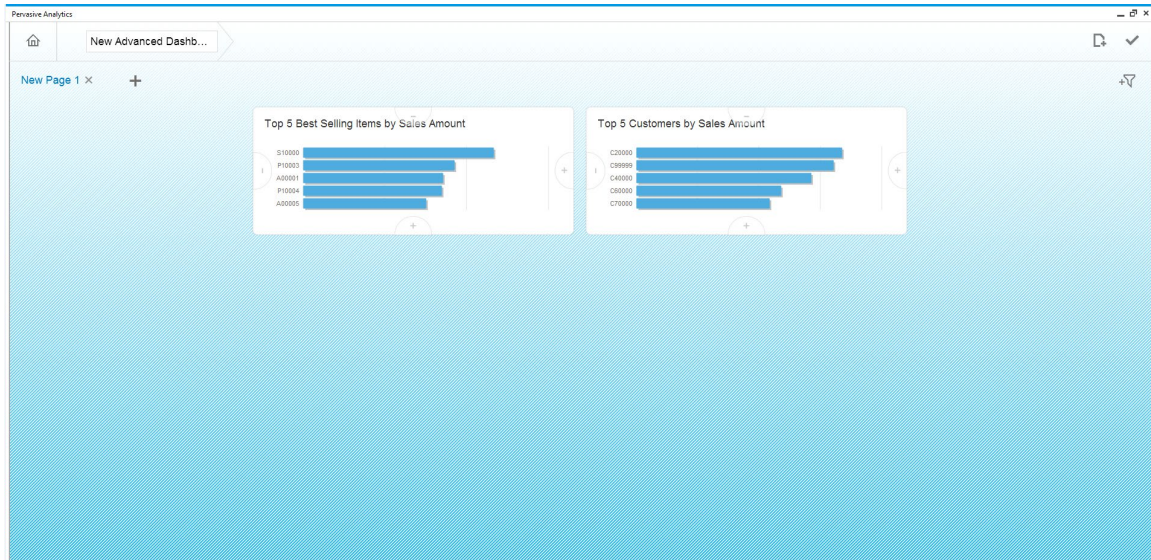 Pervasive Analytics
New Advanced Dashb...
New Page 1
Top 5 Best Selling Items by Sales Amount
S10000
P10003
A00001
P10004
A00005
Top 5 Customers by Sales Amount
C20000
C99999
C40000
C60000
C70000